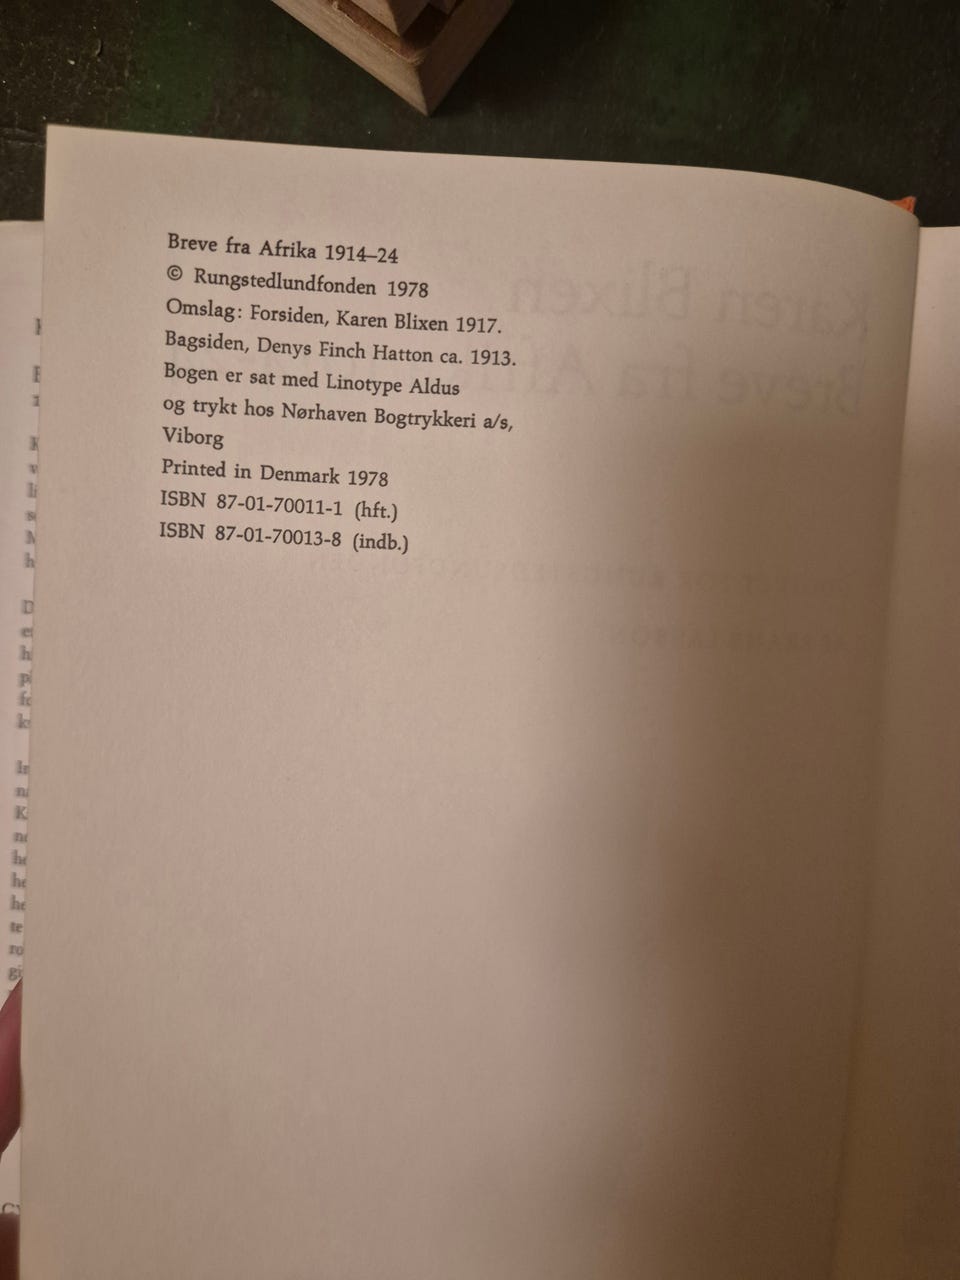 Breve fra Afrika 1914–24
© Rungstedlundfonden 1978
Omslag: Forsiden, Karen Blixen 1917.
Bagsiden, Denys Finch Hatton ca. 1913.
Bogen er sat med Linotype Aldus
og trykt hos Nørhaven Bogtrykkeri a/s,
Viborg
Printed in Denmark 1978
ISBN 87-01-70011-1 (hft.)
ISBN 87-01-70013-8 (indb.)